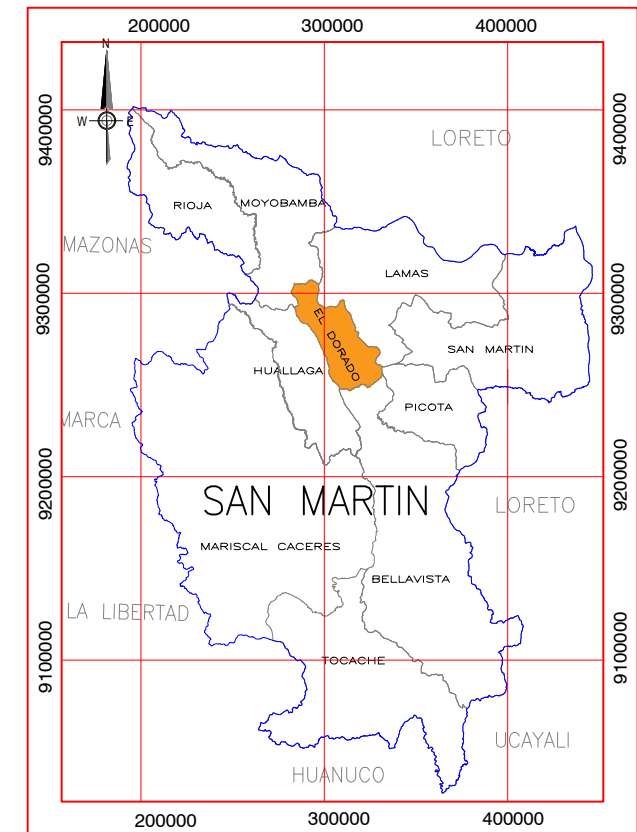 200000
300000
400000
N
W
E
9400000
9400000
LORETO
RIOJA
MOYOBAMBA
MAZONAS
LAMAS
9300000
9300000
EL DORADO
SAN MARTIN
HUALLAGA
PICOTA
MARCA
9200000
9200000
SAN MARTIN
LORETO
MARISCAL CACERES
BELLAVISTA
LA LIBERTAD
9100000
9100000
TOCACHE
UCAYALI
HUANUCO
200000
300000
400000